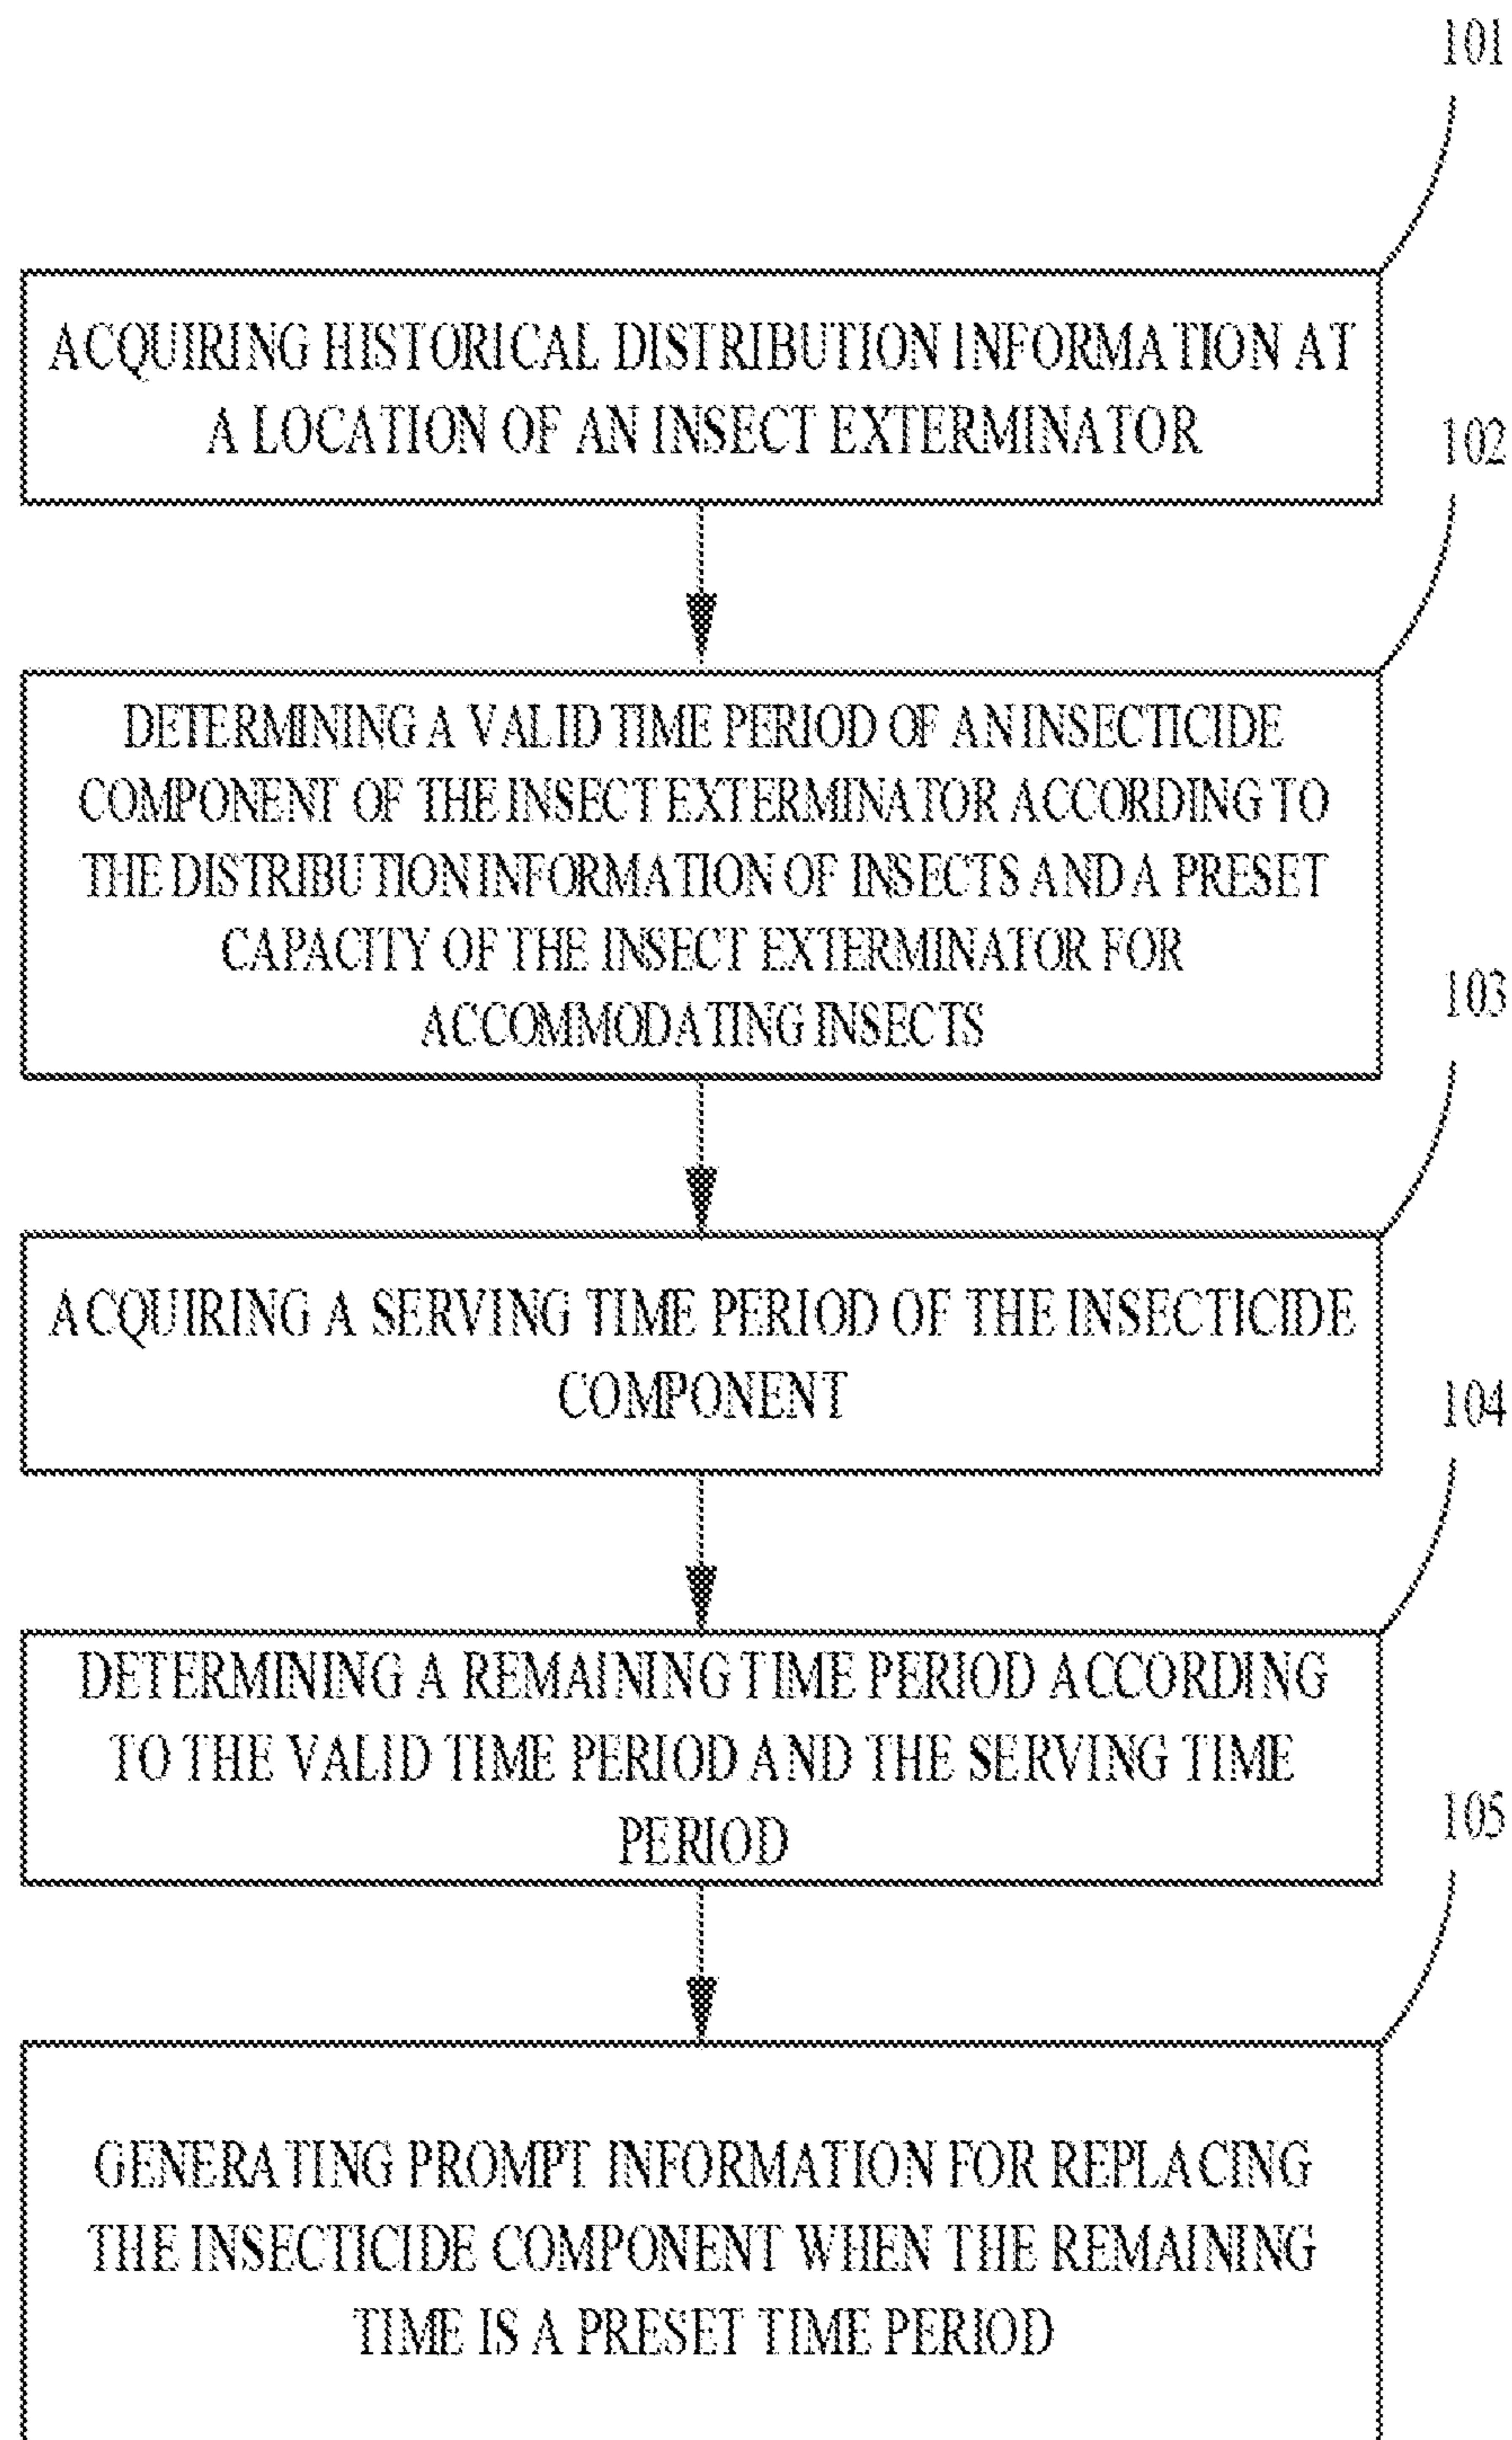 101
ACQUIRING HISTORICAL DISTRIBUTION INFORMATION AT
A LOCATION OF AN INSECT EXTERMINATOR
102
DETERMINING A VALID TIME PERIOD OF AN INSECTICIDE
COMPONENT OF THE INSECT EXTERMINATOR ACCORDING TO
THE DISTRIBUTION INFORMATION OF INSECTS AND A PRESET
CAPACITY OF THE INSECT EXTERMINATOR FOR
ACCOMMODATING INSECTS
103
ACQUIRING A SERVING TIME PERIOD OF THE INSECTICIDE
COMPONENT
104
DETERMINING A REMAINING TIME PERIOD ACCORDING
TO THE VALID TIME PERIOD AND THE SERVING TIME
PERIOD
105
GENERATING PROMPT INFORMATION FOR REPLACING
THE INSECTICIDE COMPONENT WHEN THE REMAINING
TIME IS A PRESET TIME PERIOD